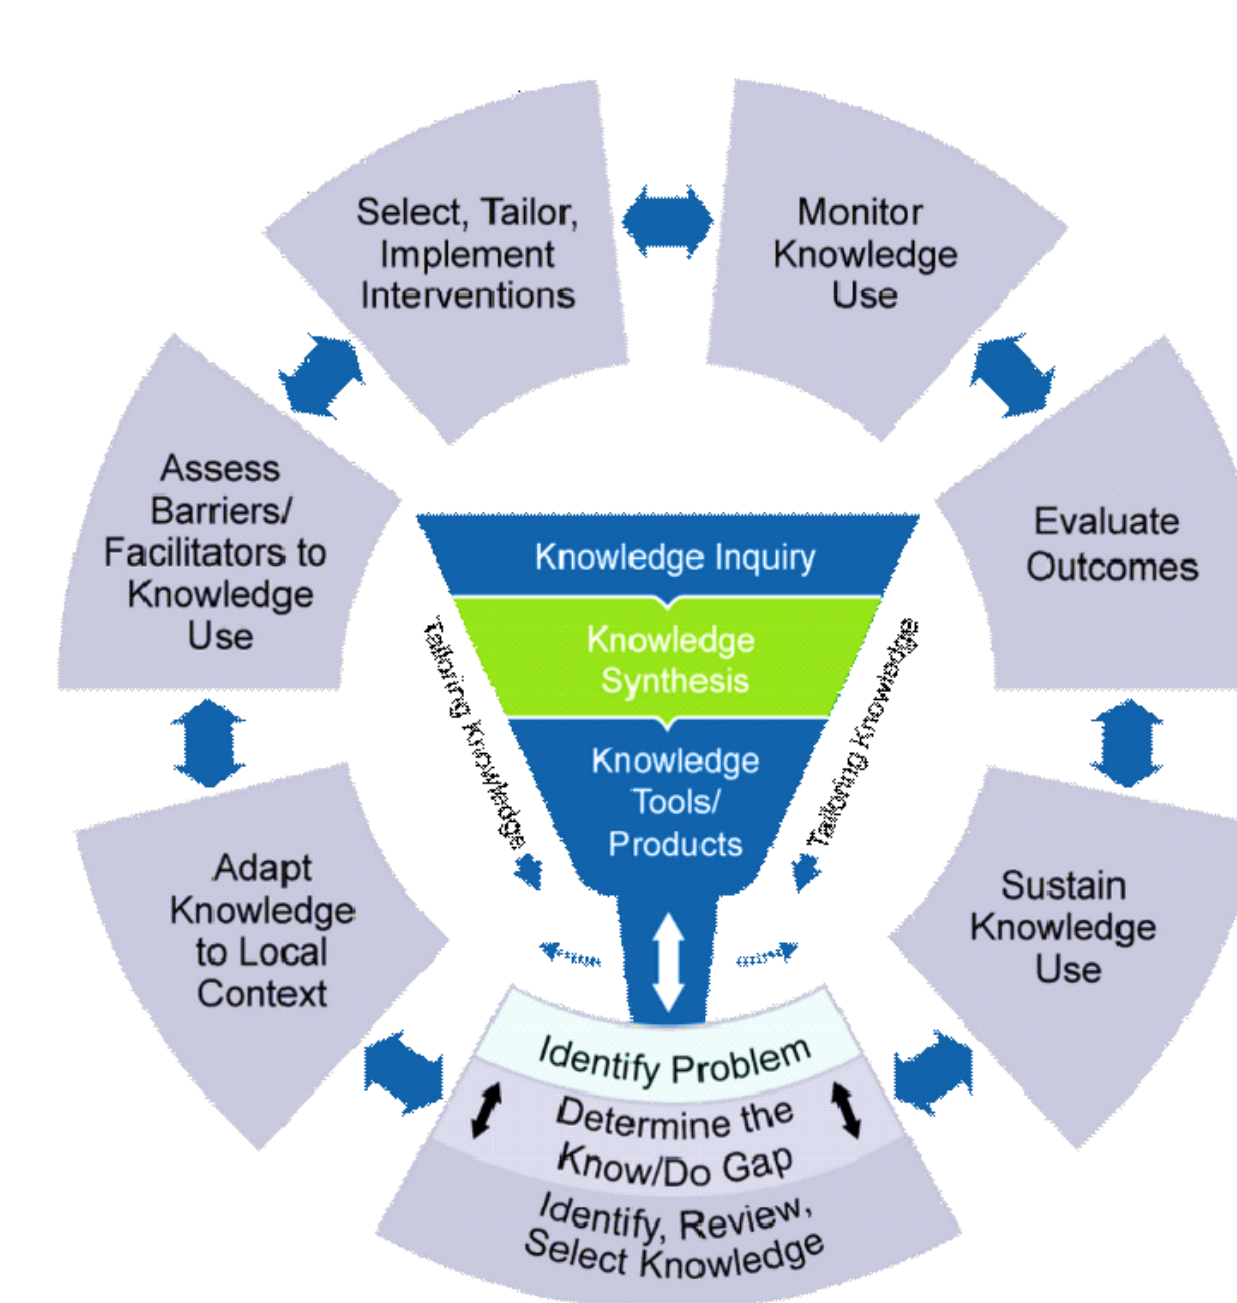 Select, Tailor,
Implement
Interventions
Monitor
Knowledge
Use
Assess
Barriers/
Facilitators to
Knowledge
Use
Evaluate
Outcomes
Knowledge Inquiry
Knowledge
Synthesis
Knowledge
Tools/
Products
Tailoring Knowledge
Tailoring Knowledge
Adapt
Knowledge
to Local
Context
Sustain
Knowledge
Use
Identify Problem
Determine the
Know/Do Gap
Identify, Review,
Select Knowledge